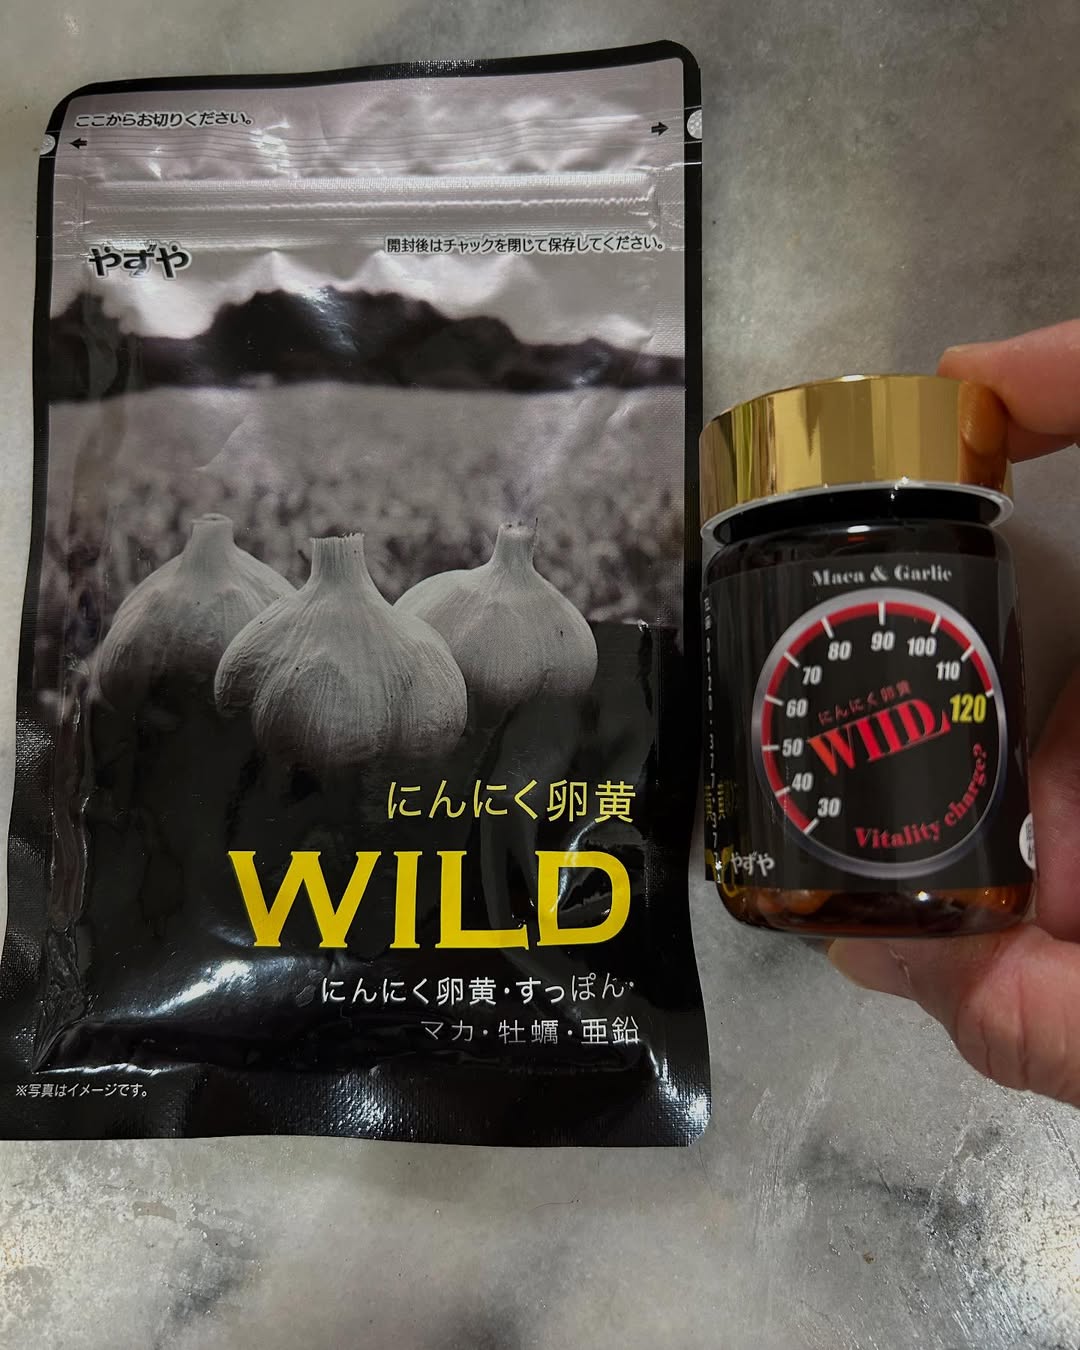 ここからお切りください。
やずや
開封後はチャックを閉じて保存してください。
にんにく卵黄
WILD
にんにく卵黄・すっぽん・
マカ・牡蠣・亜鉛
※写真はイメージです。
Maca & Garlic
30
40
50
60
70
80
90
100
110
120
にんにく卵黄
WILD
Vitality charge?
やずや